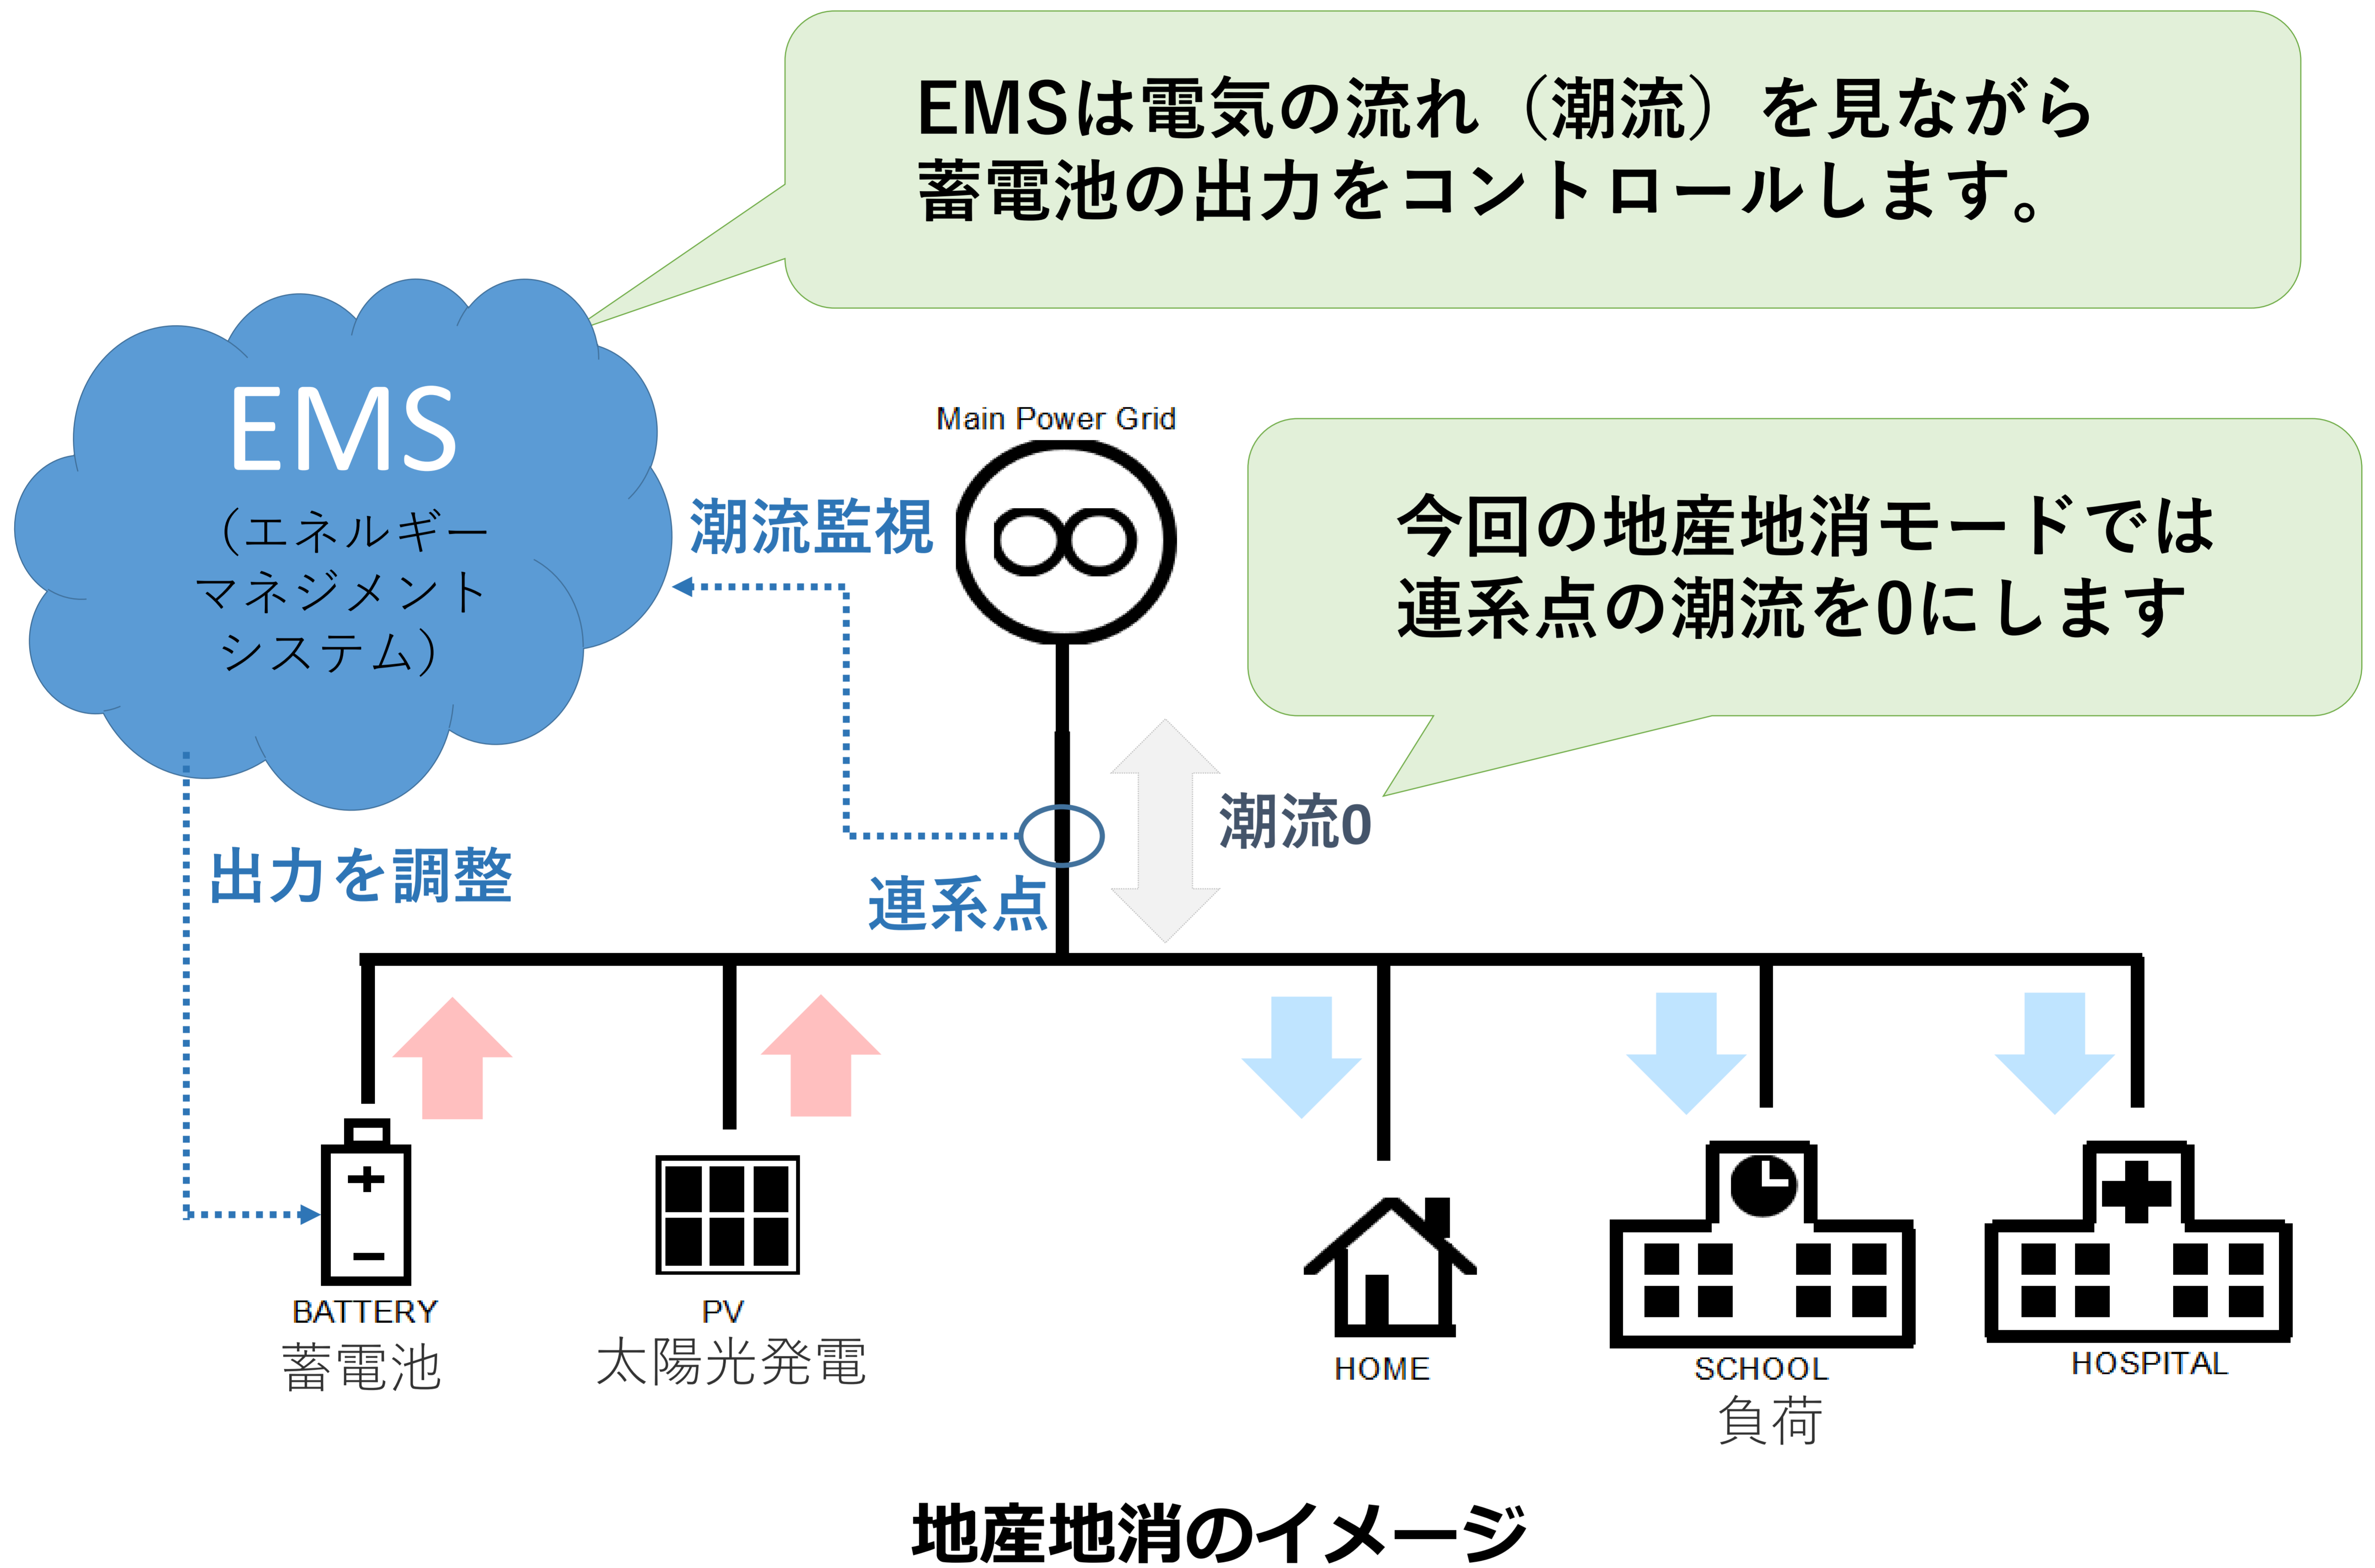 EMSは電気の流れ（潮流）を見ながら
蓄電池の出力をコントロールします。
EMS
（エネルギー
マネジメント
システム）
Main Power Grid
潮流監視
今回の地産地消モードでは
連系点の潮流を0にします
潮流0
出力を調整
連系点
BATTERY
蓄電池
PV
太陽光発電
HOME
SCHOOL
負荷
HOSPITAL
地産地消のイメージ